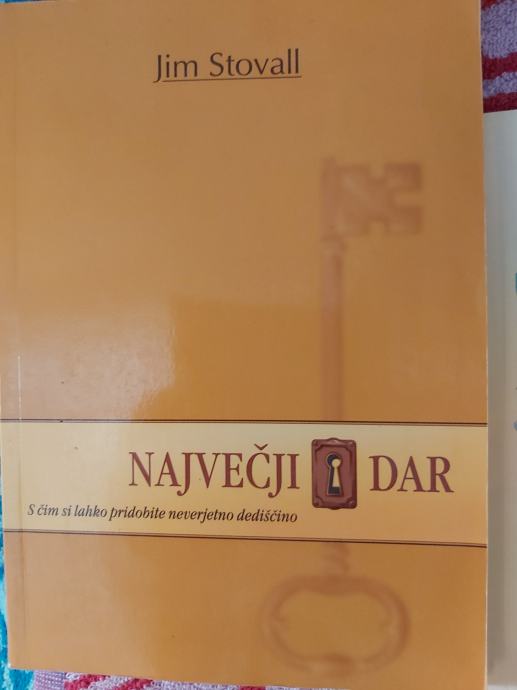 Jim Stovall
NAJVEČJI DAR
S čim si lahko pridobite neverjetno dediščino